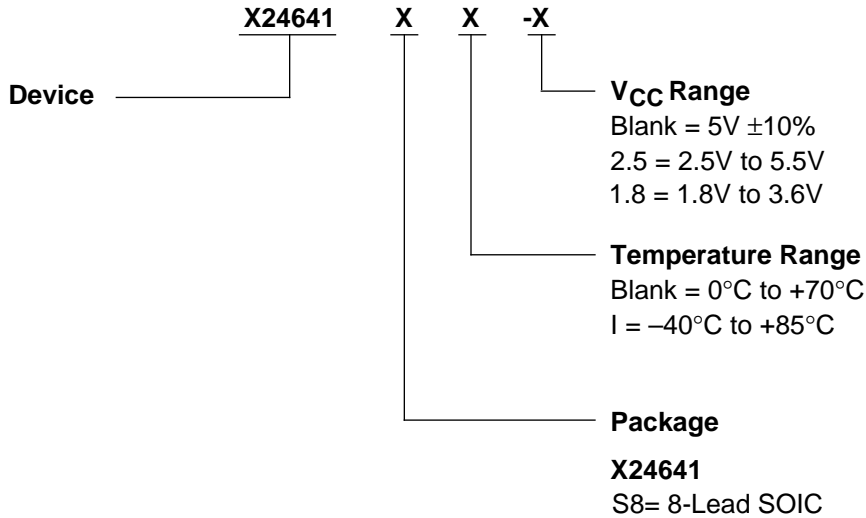 X24641 X X -X
Device
VCC Range
Blank = 5V ±10%
2.5 = 2.5V to 5.5V
1.8 = 1.8V to 3.6V
Temperature Range
Blank = 0°C to +70°C
I = –40°C to +85°C
Package
X24641
S8= 8-Lead SOIC